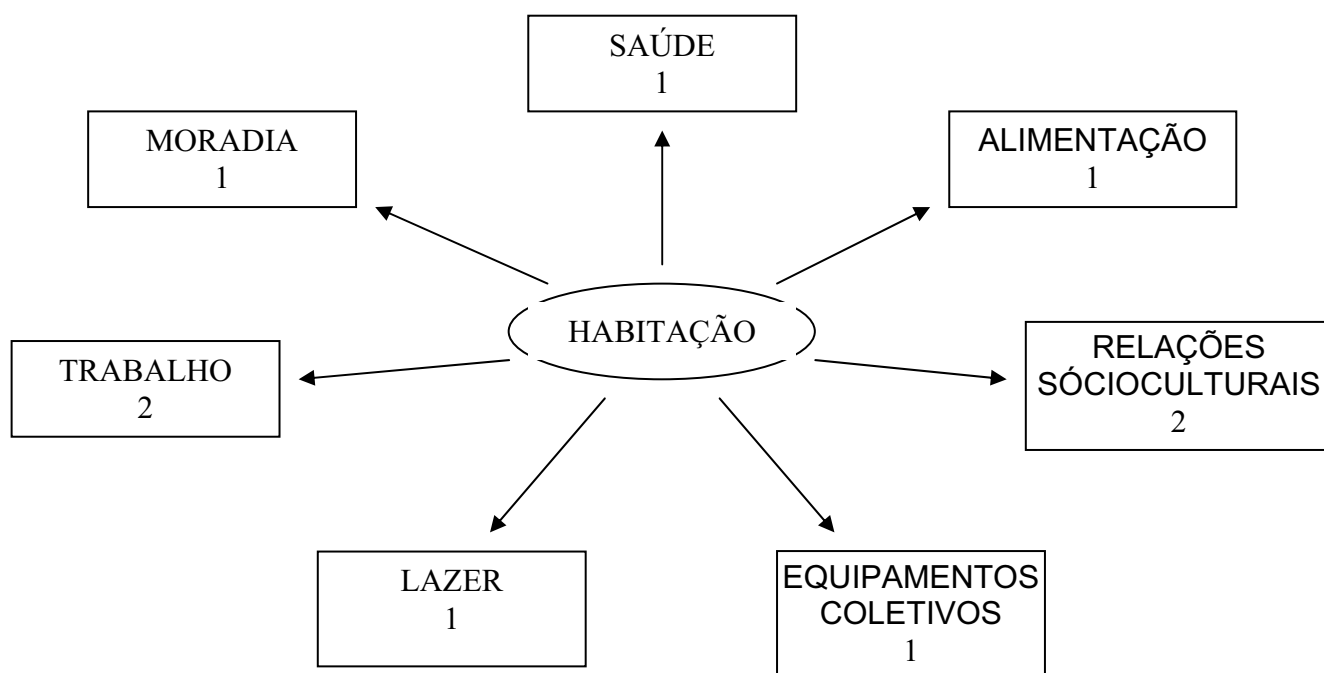 SAÚDE
1
MORADIA
1
ALIMENTAÇÃO
1
HABITAÇÃO
TRABALHO
2
RELAÇÕES
SÓCIOCULTURAIS
2
LAZER
1
EQUIPAMENTOS
COLETIVOS
1